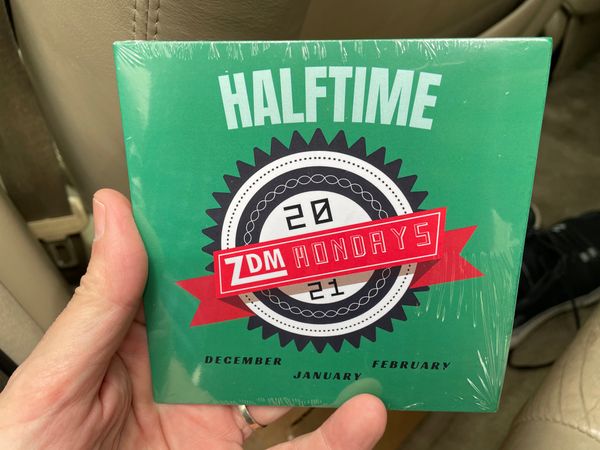 HALFTIME
20
ZDM MONDAYS
21
DECEMBER
JANUARY
FEBRUARY